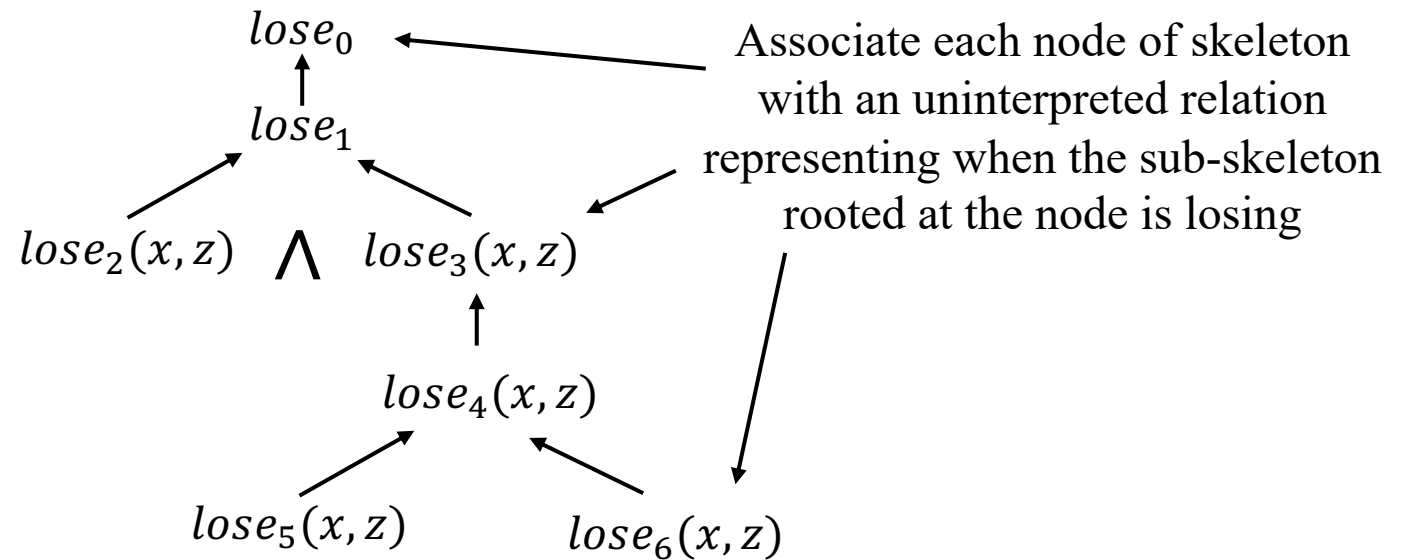 lose₀
Associate each node of skeleton
with an uninterpreted relation
representing when the sub-skeleton
rooted at the node is losing
lose₁
lose₂(x, z) ∧ lose₃(x, z)
lose₄(x, z)
lose₅(x, z)
lose₆(x, z)